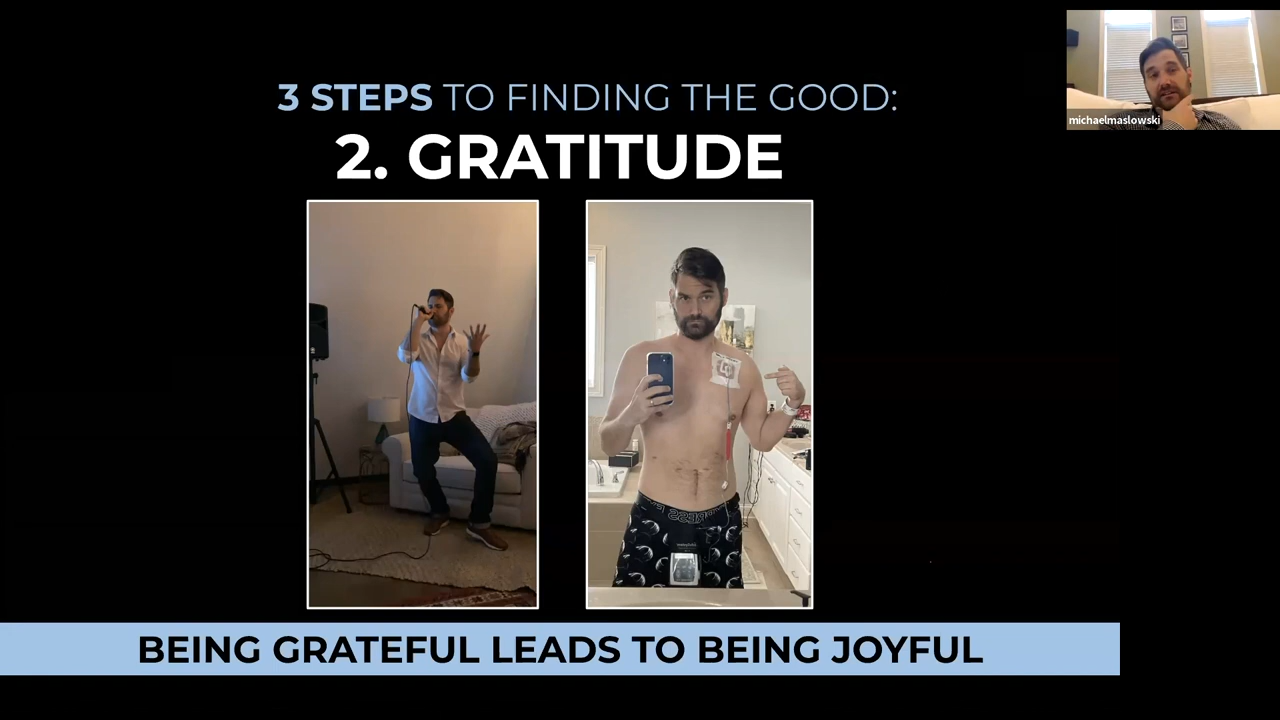 3 STEPS TO FINDING THE GOOD:
2. GRATITUDE
michaelmaslowski
BEING GRATEFUL LEADS TO BEING JOYFUL